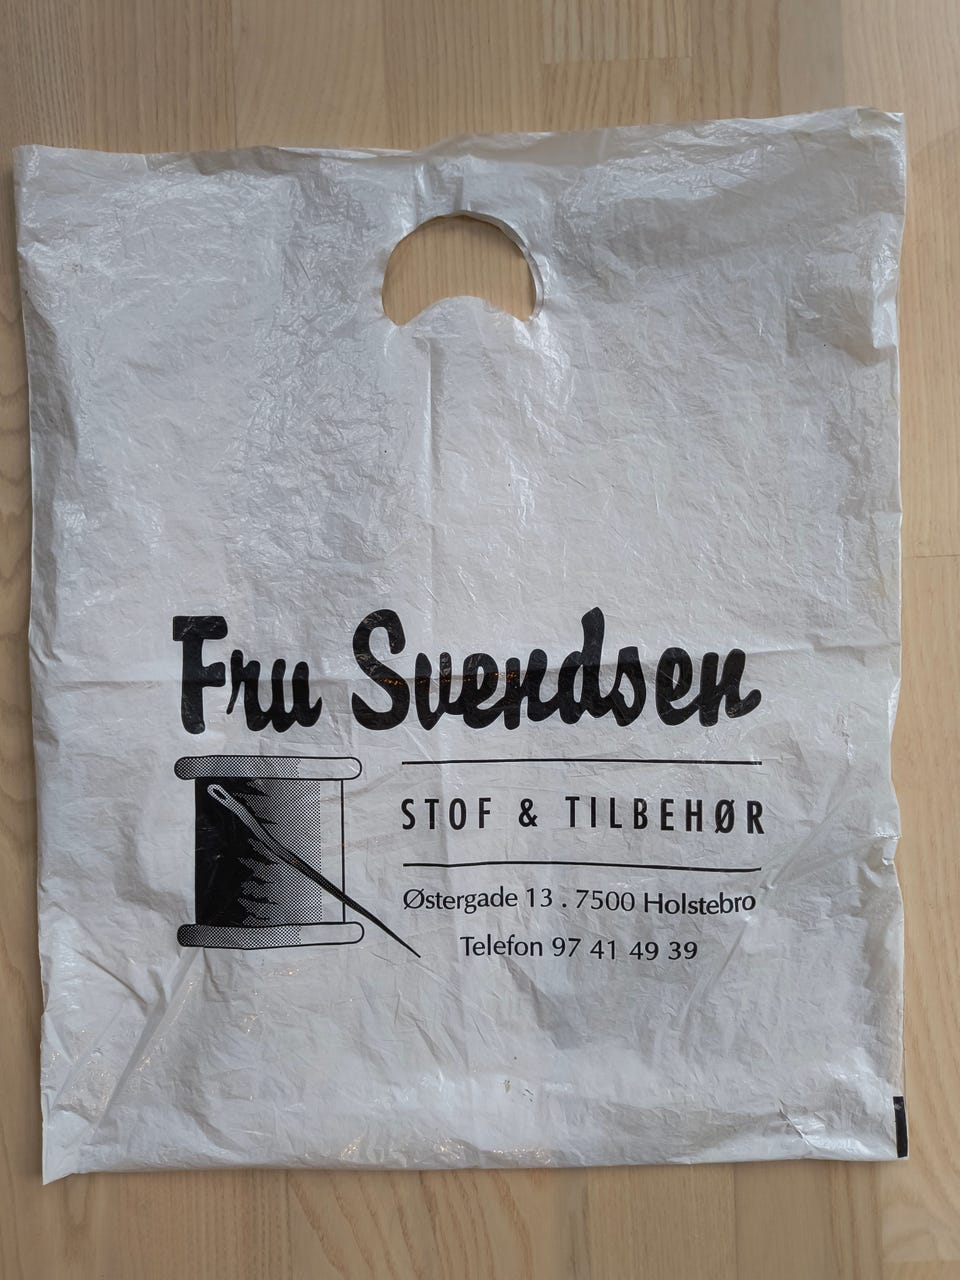 Fru Svendsen
STOF & TILBEHØR
Østergade 13 . 7500 Holstebro
Telefon 97 41 49 39